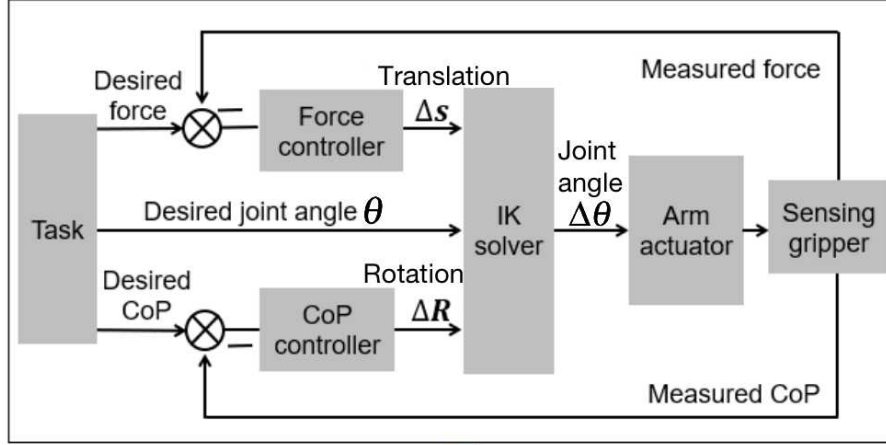 Desired
force
Translation
Δs
Measured force
Force
controller
Task
Desired joint angle θ
IK
solver
Joint
angle
Δθ
Arm
actuator
Sensing
gripper
Desired
CoP
Rotation
ΔR
CoP
controller
Measured CoP